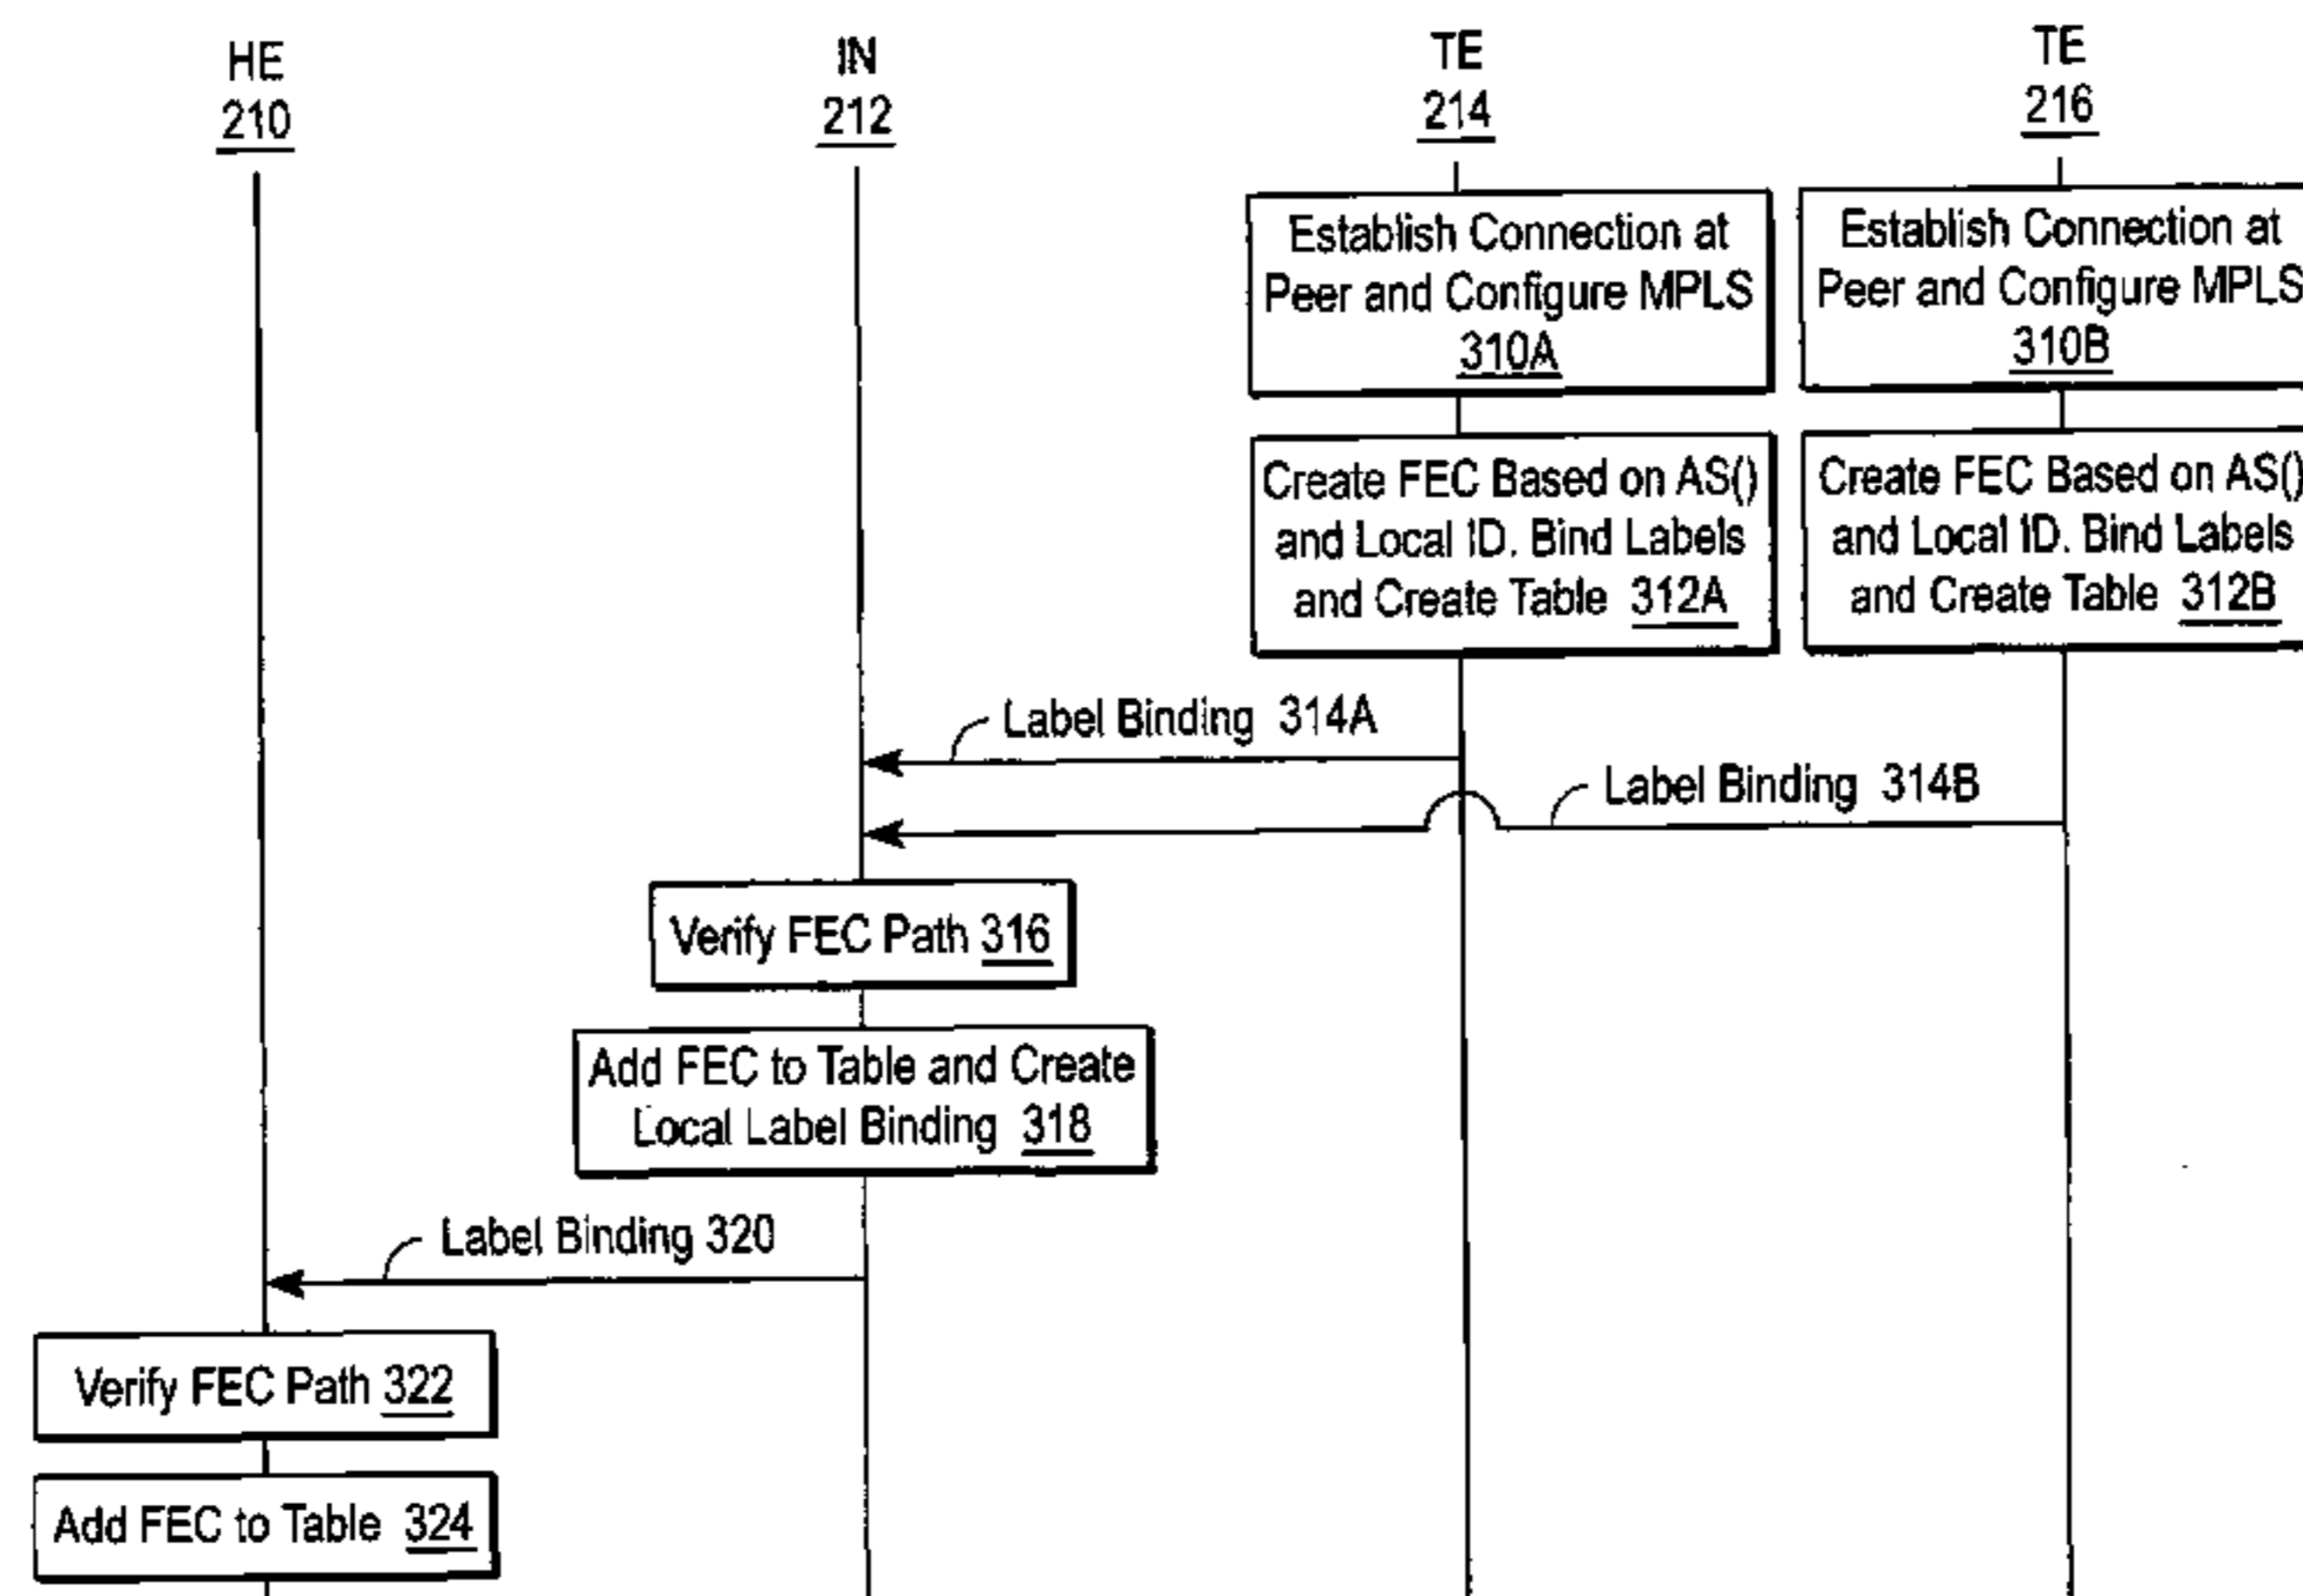 HE
210
IN
212
TE
214
TE
216
Establish Connection at
Peer and Configure MPLS
310A
Establish Connection at
Peer and Configure MPLS
310B
Create FEC Based on AS()
and Local ID. Bind Labels
and Create Table 312A
Create FEC Based on AS()
and Local ID. Bind Labels
and Create Table 312B
Label Binding 314A
Label Binding 314B
Verify FEC Path 316
Add FEC to Table and Create
Local Label Binding 318
Label Binding 320
Verify FEC Path 322
Add FEC to Table 324